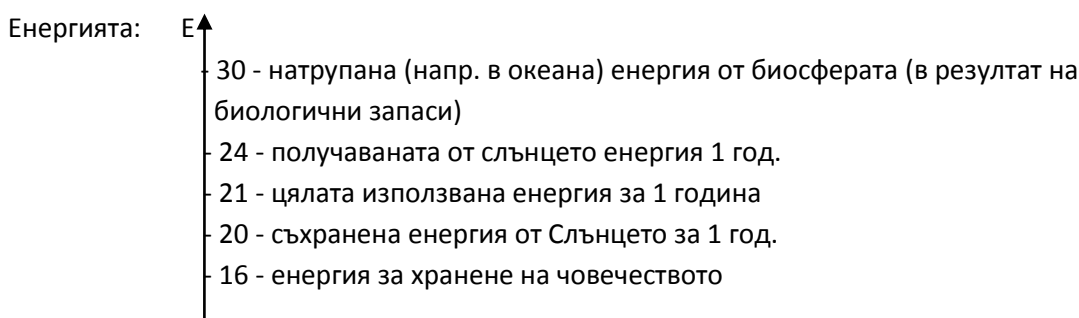 Енергията: E
- 30 - натрупана (напр. в океана) енергия от биосферата (в резултат на
биологични запаси)
- 24 - получаваната от слънцето енергия 1 год.
- 21 - цялата използвана енергия за 1 година
- 20 - съхранена енергия от Слънцето за 1 год.
- 16 - енергия за хранене на човечеството